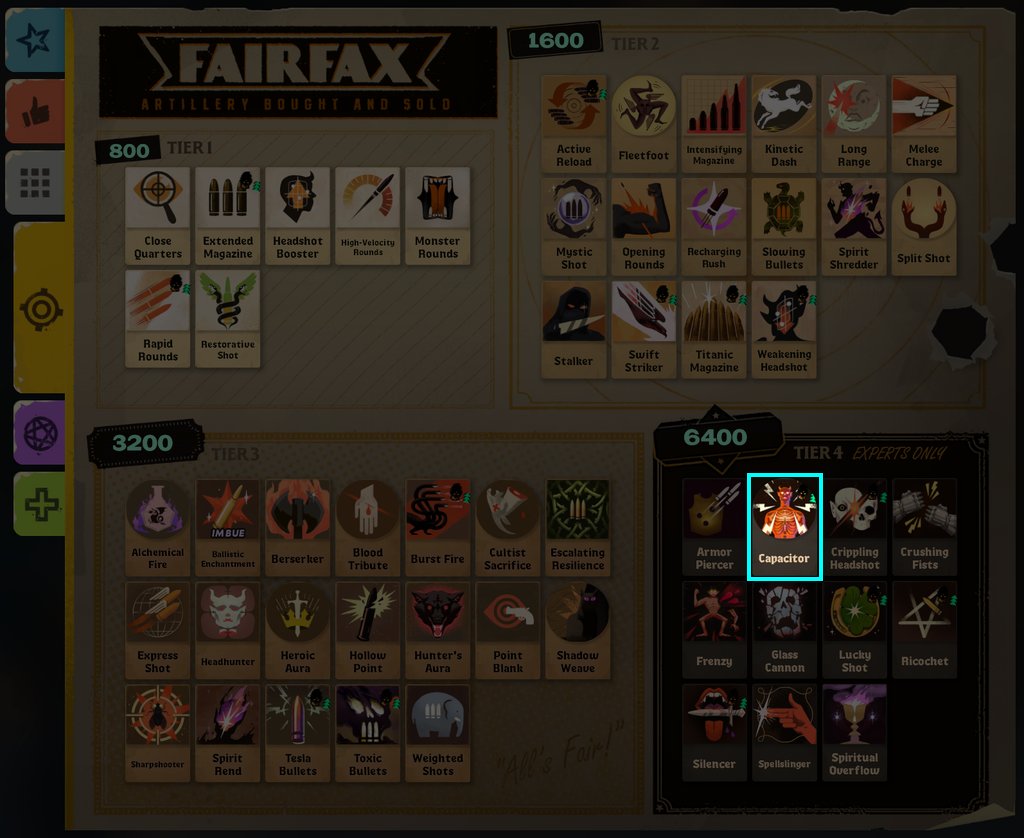 FAIRFAX
ARTILLERY BOUGHT AND SOLD
800 TIER 1
Close Quarters
Extended Magazine
Headshot Booster
High-Velocity Rounds
Monster Rounds
Rapid Rounds
Restorative Shot
1600 TIER 2
Active Reload
Fleetfoot
Intensifying Magazine
Kinetic Dash
Long Range
Melee Charge
Mystic Shot
Opening Rounds
Recharging Rush
Slowing Bullets
Spirit Shredder
Split Shot
Stalker
Swift Striker
Titanic Magazine
Weakening Headshot
3200 TIER 3
Alchemical Fire
IMBUE
Ballistic Enchantment
Berserker
Blood Tribute
Burst Fire
Cultist Sacrifice
Escalating Resilience
Express Shot
Headhunter
Heroic Aura
Hollow Point
Hunter's Aura
Point Blank
Shadow Weave
Sharpshooter
Spirit Rend
Tesla Bullets
Toxic Bullets
Weighted Shots
"All's Fair!"
6400 TIER 4 EXPERTS ONLY
Armor Piercer
Capacitor
Crippling Headshot
Crushing Fists
Frenzy
Glass Cannon
Lucky Shot
Ricochet
Silencer
Spellslinger
Spiritual Overflow